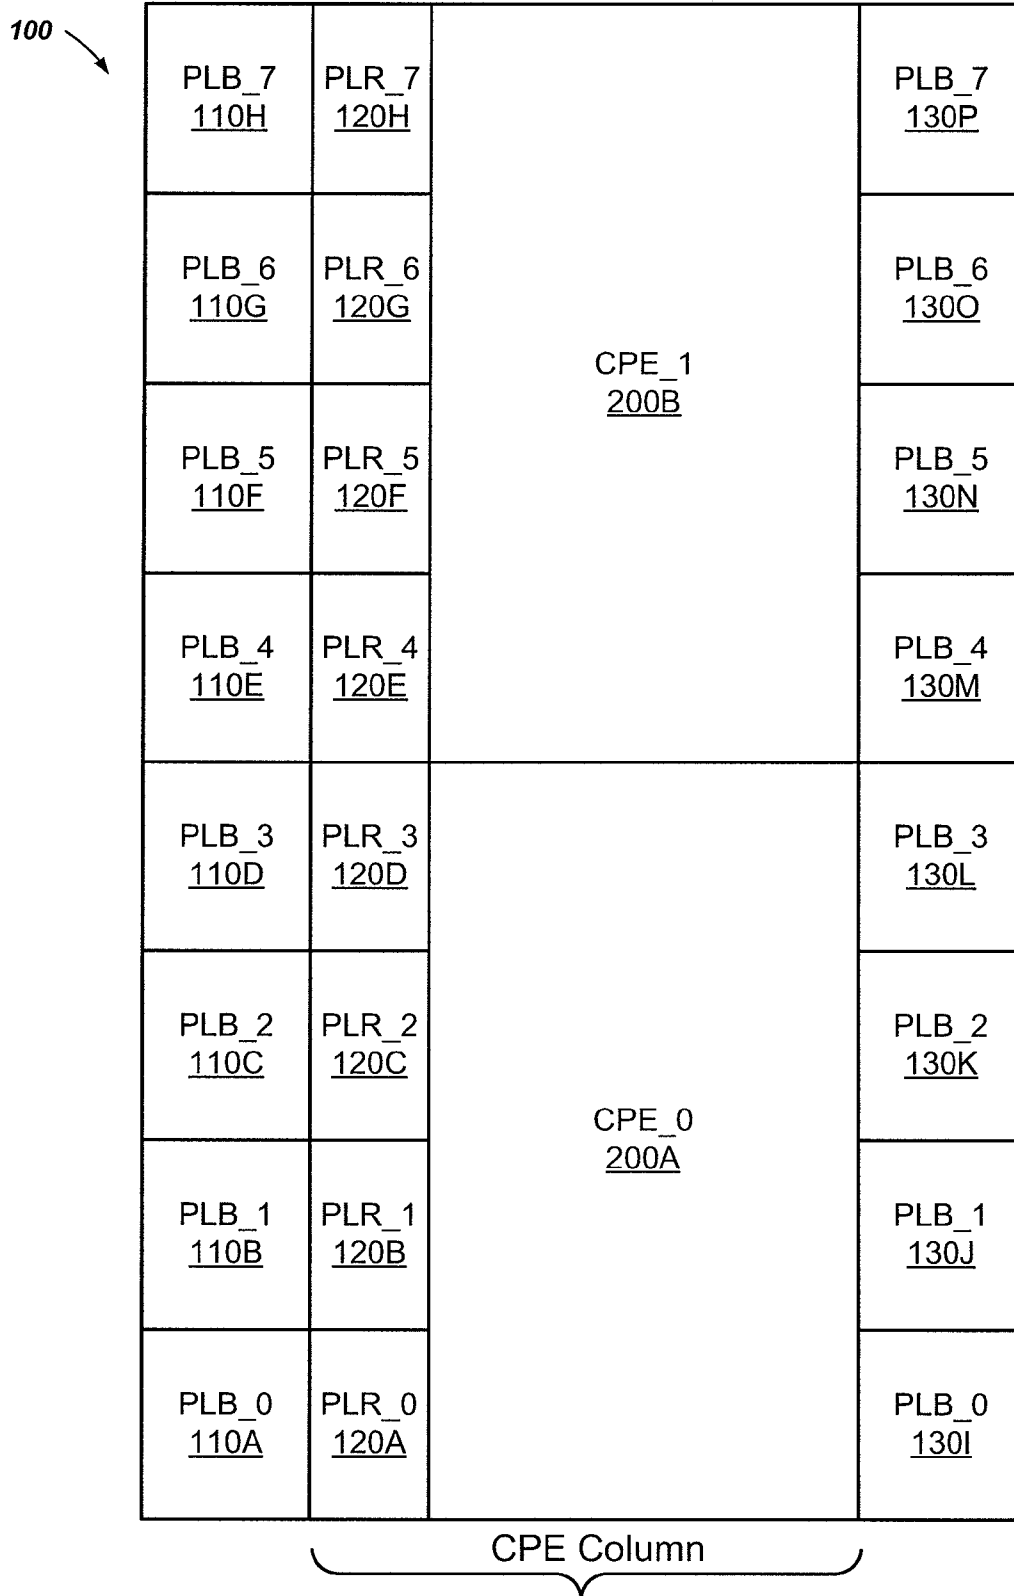 100
PLB_7
110H
PLR_7
120H
PLB_7
130P
PLB_6
110G
PLR_6
120G
PLB_6
130O
CPE_1
200B
PLB_5
110F
PLR_5
120F
PLB_5
130N
PLB_4
110E
PLR_4
120E
PLB_4
130M
PLB_3
110D
PLR_3
120D
PLB_3
130L
PLB_2
110C
PLR_2
120C
PLB_2
130K
CPE_0
200A
PLB_1
110B
PLR_1
120B
PLB_1
130J
PLB_0
110A
PLR_0
120A
PLB_0
130I
CPE Column